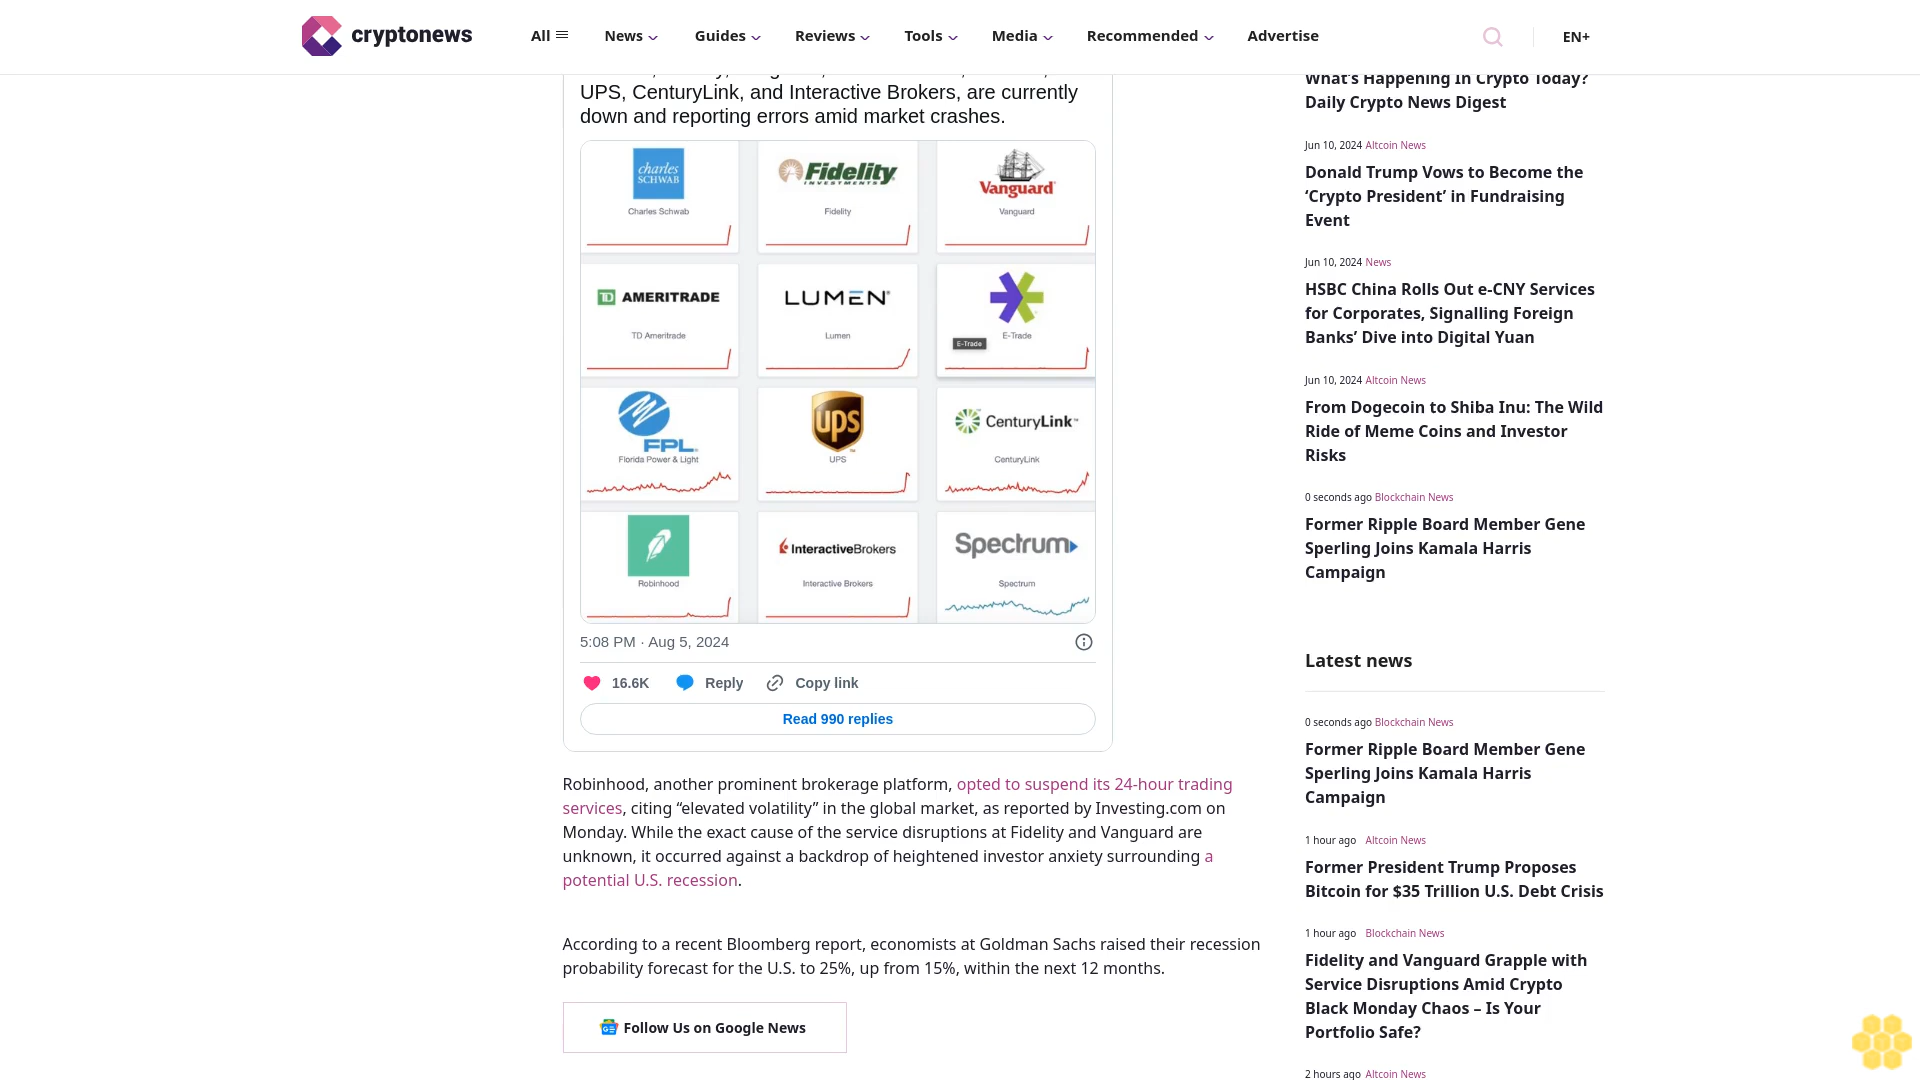 cryptonews
All
News
Guides
Reviews
Tools
Media
Recommended
Advertise
EN+
UPS, CenturyLink, and Interactive Brokers, are currently
down and reporting errors amid market crashes.
charles
SCHWAB
Charles Schwab
Fidelity
INVESTMENTS
Fidelity
Vanguard
Vanguard
TD AMERITRADE
TD Ameritrade
LUMEN
Lumen
E-Trade
E-Trade
FPL
Florida Power & Light
ups
UPS
CenturyLink
CenturyLink
Robinhood
InteractiveBrokers
Interactive Brokers
Spectrum
Spectrum
5:08 PM · Aug 5, 2024
16.6K
Reply
Copy link
Read 990 replies
Robinhood, another prominent brokerage platform, opted to suspend its 24-hour trading
services, citing “elevated volatility” in the global market, as reported by Investing.com on
Monday. While the exact cause of the service disruptions at Fidelity and Vanguard are
unknown, it occurred against a backdrop of heightened investor anxiety surrounding a
potential U.S. recession.
According to a recent Bloomberg report, economists at Goldman Sachs raised their recession
probability forecast for the U.S. to 25%, up from 15%, within the next 12 months.
Follow Us on Google News
What’s Happening In Crypto Today?
Daily Crypto News Digest
Jun 10, 2024 Altcoin News
Donald Trump Vows to Become the
‘Crypto President’ in Fundraising
Event
Jun 10, 2024 News
HSBC China Rolls Out e-CNY Services
for Corporates, Signalling Foreign
Banks’ Dive into Digital Yuan
Jun 10, 2024 Altcoin News
From Dogecoin to Shiba Inu: The Wild
Ride of Meme Coins and Investor
Risks
0 seconds ago Blockchain News
Former Ripple Board Member Gene
Sperling Joins Kamala Harris
Campaign
Latest news
0 seconds ago Blockchain News
Former Ripple Board Member Gene
Sperling Joins Kamala Harris
Campaign
1 hour ago Altcoin News
Former President Trump Proposes
Bitcoin for $35 Trillion U.S. Debt Crisis
1 hour ago Blockchain News
Fidelity and Vanguard Grapple with
Service Disruptions Amid Crypto
Black Monday Chaos – Is Your
Portfolio Safe?
2 hours ago Altcoin News